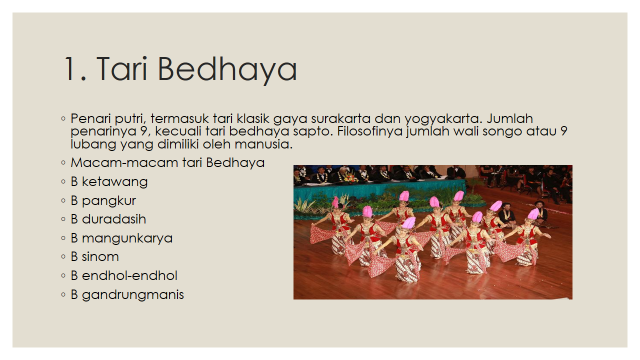 1. Tari Bedhaya
◦ Penari putri, termasuk tari klasik gaya surakarta dan yogyakarta. Jumlah
penarinya 9, kecuali tari bedhaya sapto. Filosofinya jumlah wali songo atau 9
lubang yang dimiliki oleh manusia.
◦ Macam-macam tari Bedhaya
◦ B ketawang
◦ B pangkur
◦ B duradasih
◦ B mangunkarya
◦ B sinom
◦ B endhol-endhol
◦ B gandrungmanis